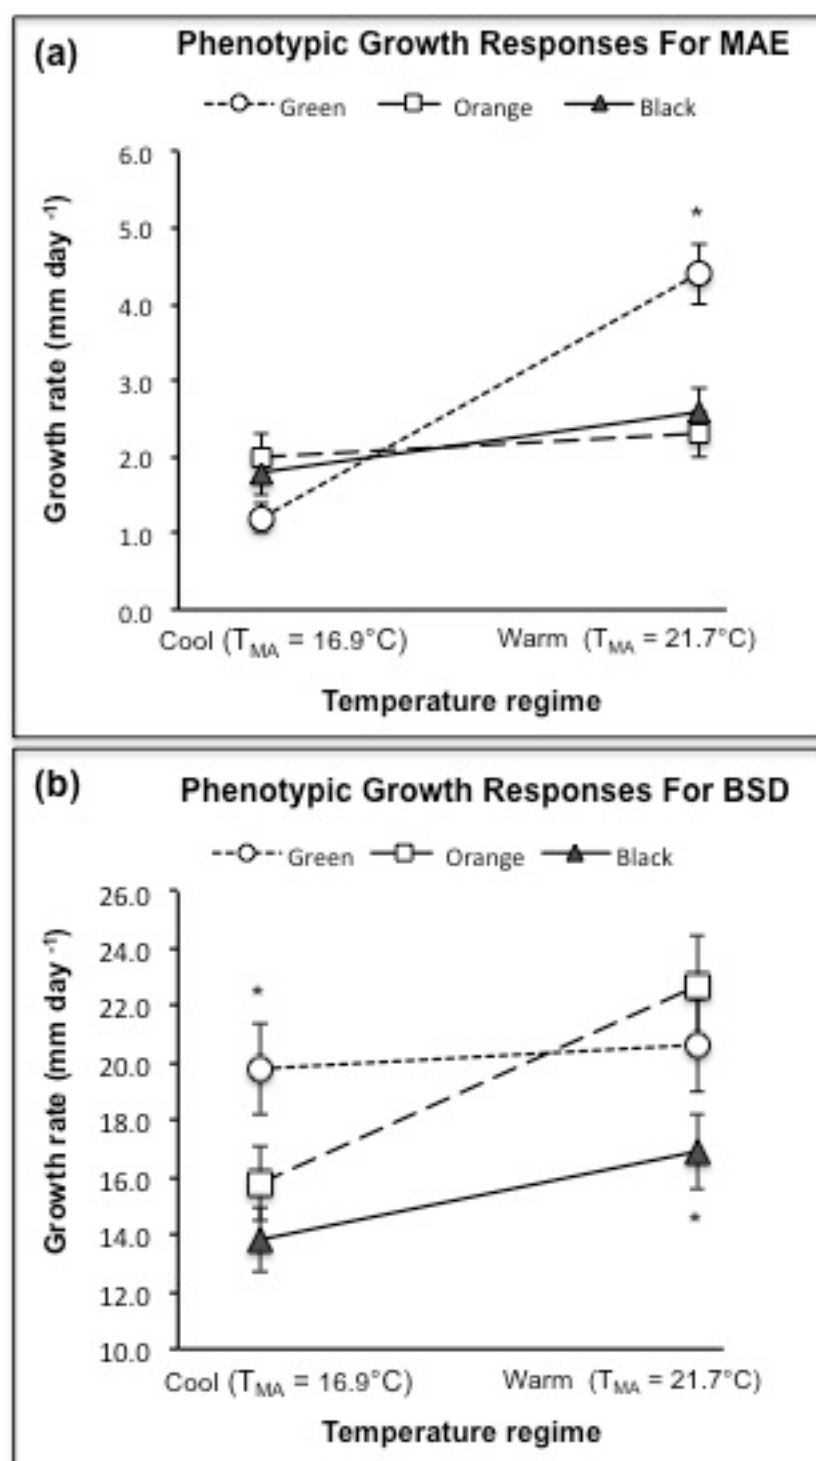 (a) Phenotypic Growth Responses For MAE
Green Orange Black
Growth rate (mm day -1)
6.0
5.0
4.0
3.0
2.0
1.0
0.0
*
Cool (TMA = 16.9°C) Warm (TMA = 21.7°C)
Temperature regime
(b) Phenotypic Growth Responses For BSD
Green Orange Black
Growth rate (mm day -1)
26.0
24.0
22.0
20.0
18.0
16.0
14.0
12.0
10.0
*
*
Cool (TMA = 16.9°C) Warm (TMA = 21.7°C)
Temperature regime